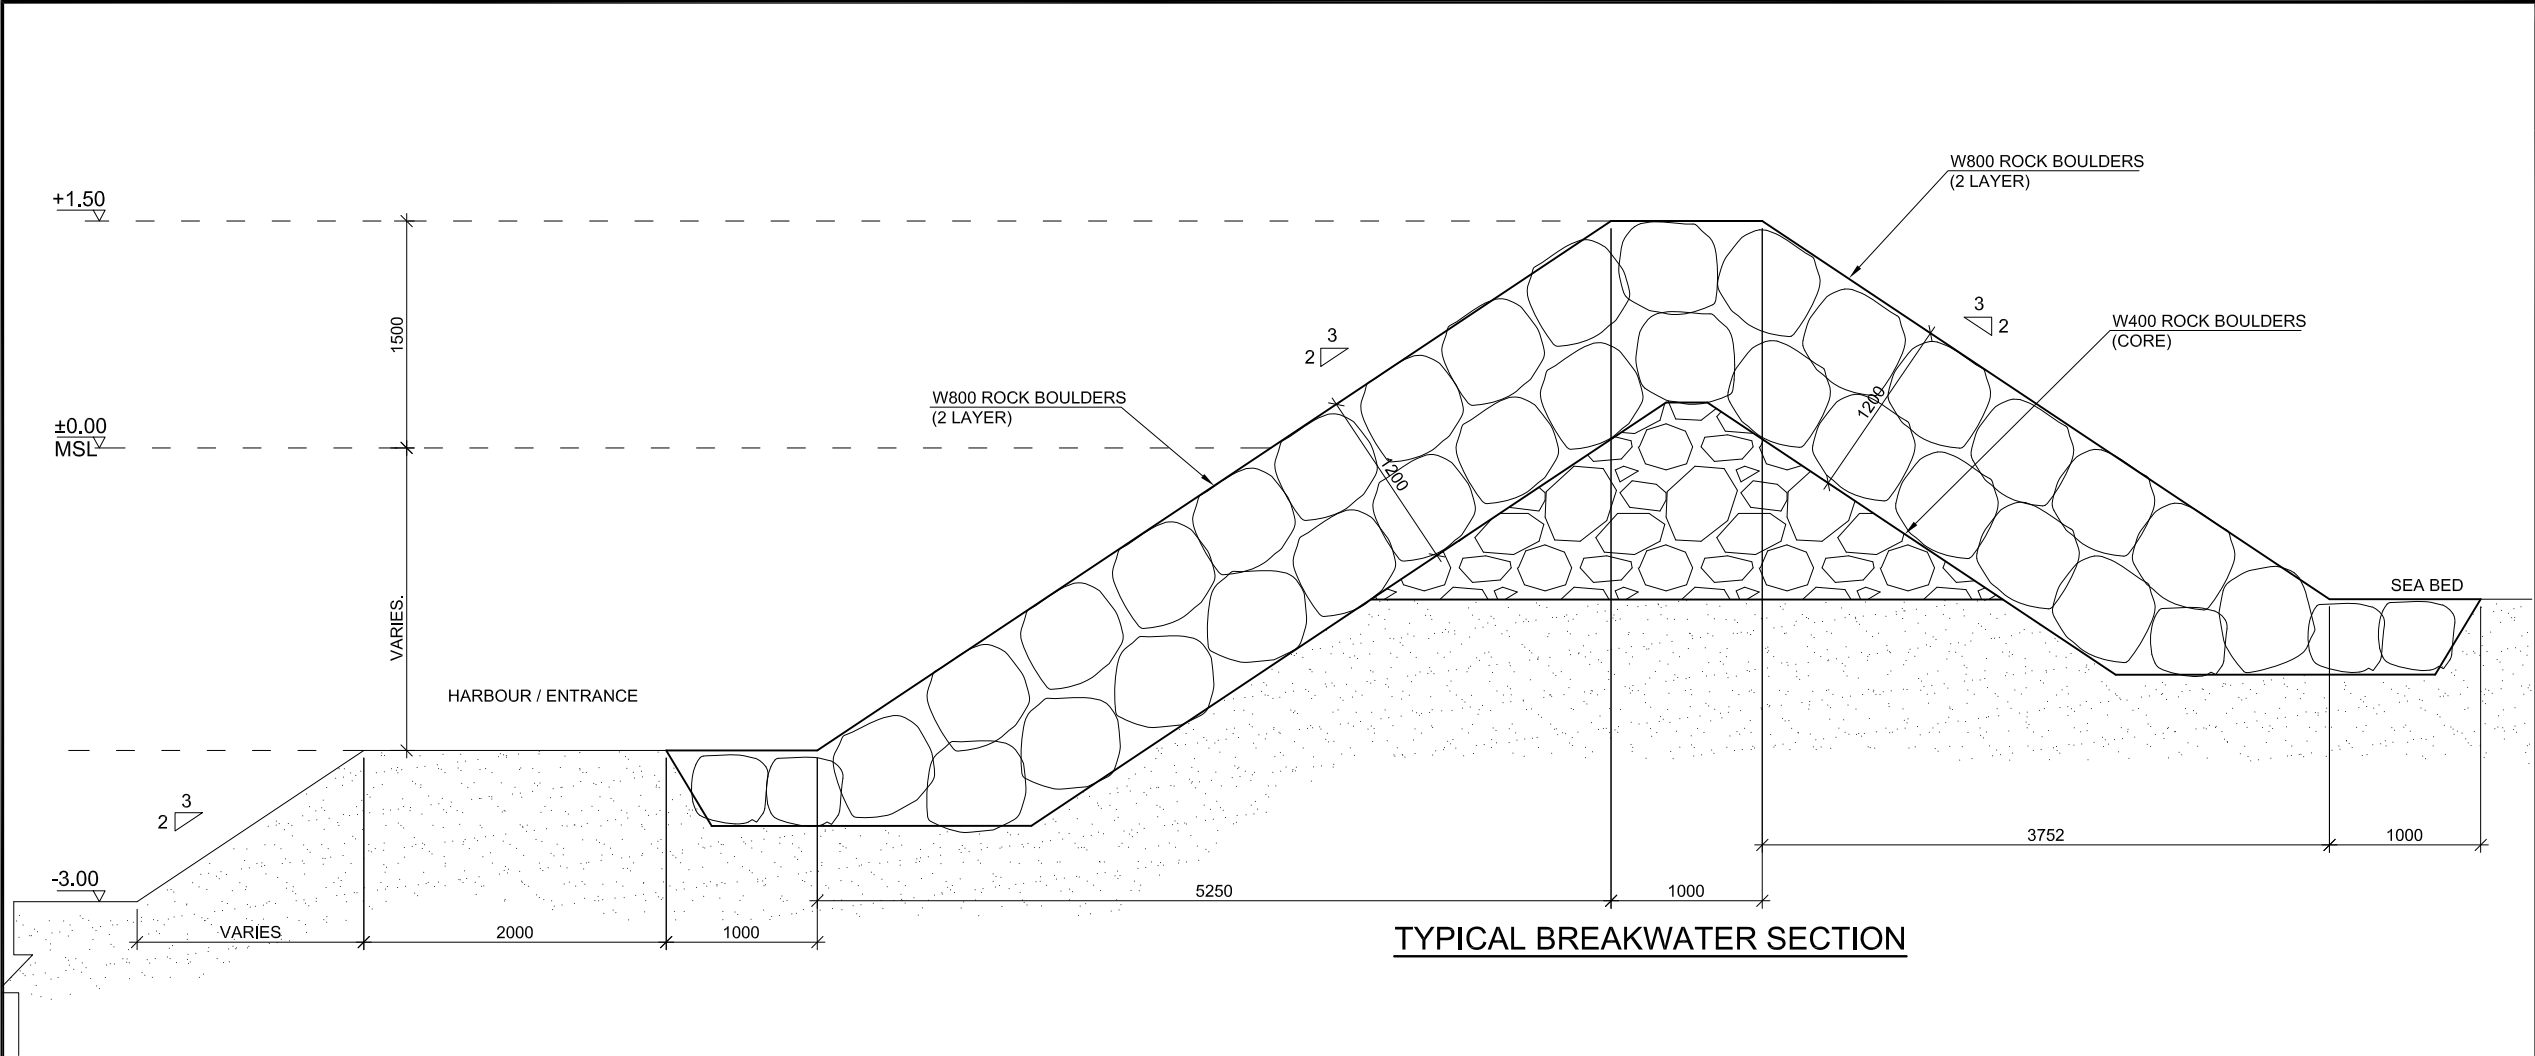 W800 ROCK BOULDERS
(2 LAYER)
+1.50
3
2
3
2
W400 ROCK BOULDERS
(CORE)
1500
1200
W800 ROCK BOULDERS
(2 LAYER)
±0.00
MSL
1200
SEA BED
VARIES.
HARBOUR / ENTRANCE
3
2
3752
1000
-3.00
5250
1000
VARIES
2000
1000
TYPICAL BREAKWATER SECTION